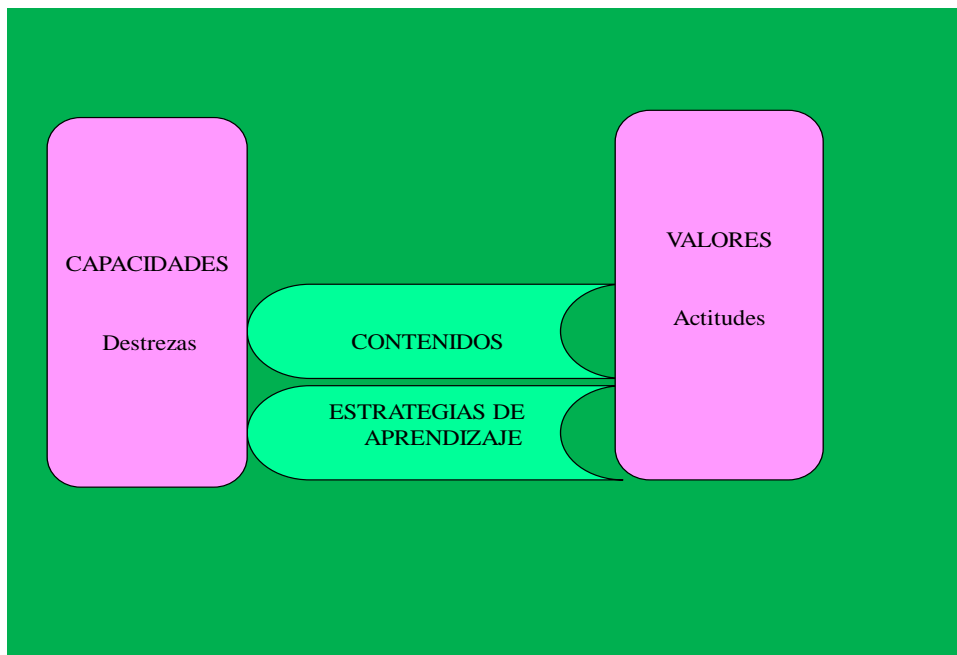 CAPACIDADES
Destrezas
CONTENIDOS
ESTRATEGIAS DE
APRENDIZAJE
VALORES
Actitudes